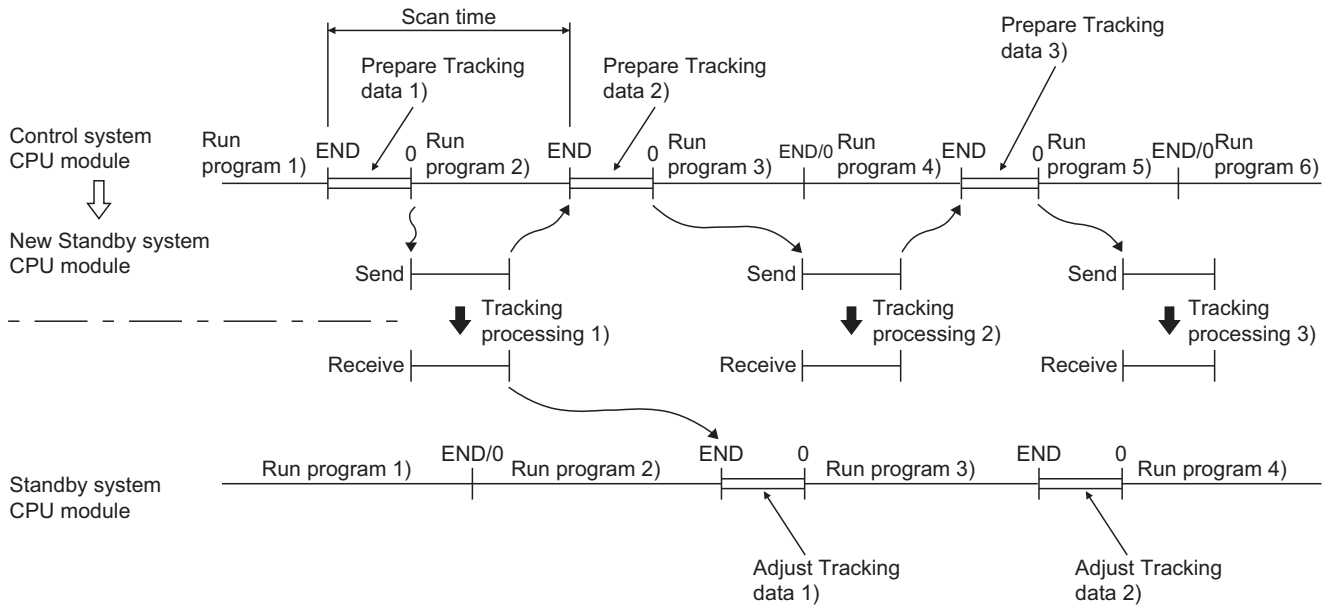 Scan time
Prepare Tracking
data 1)
Prepare Tracking
data 2)
Prepare Tracking
data 3)
Control system
CPU module
Run
program 1)
END
0
Run
program 2)
END
0
Run
program 3)
END/0
Run
program 4)
END
0
Run
program 5)
END/0
Run
program 6)
New Standby system
CPU module
Send
Send
Send
Tracking
processing 1)
Tracking
processing 2)
Tracking
processing 3)
Receive
Receive
Receive
Standby system
CPU module
Run program 1)
END/0
Run program 2)
END
0
Run program 3)
END
0
Run program 4)
Adjust Tracking
data 1)
Adjust Tracking
data 2)